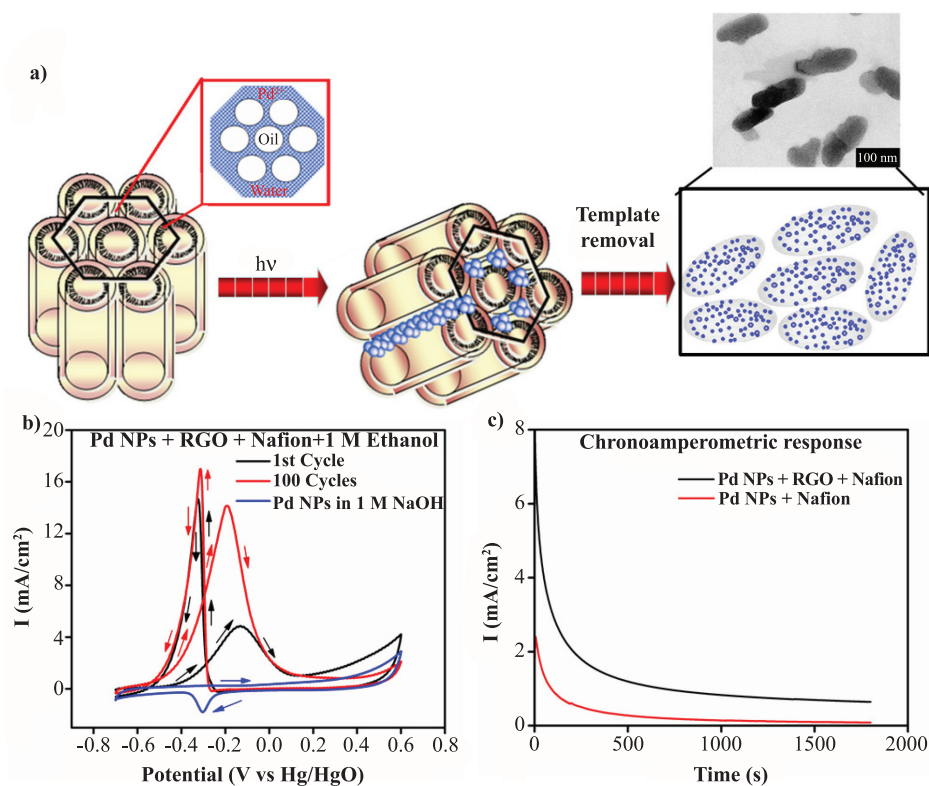 a)
Pd⁺⁺
Oil
Water
hν
Template
removal
100 nm
b)
Pd NPs + RGO + Nafion+1 M Ethanol
1st Cycle
100 Cycles
Pd NPs in 1 M NaOH
20
16
12
8
4
0
I (mA/cm²)
-0.8 -0.6 -0.4 -0.2 0.0 0.2 0.4 0.6 0.8
Potential (V vs Hg/HgO)
c)
Chronoamperometric response
Pd NPs + RGO + Nafion
Pd NPs + Nafion
8
6
4
2
0
I (mA/cm²)
0 500 1000 1500 2000
Time (s)